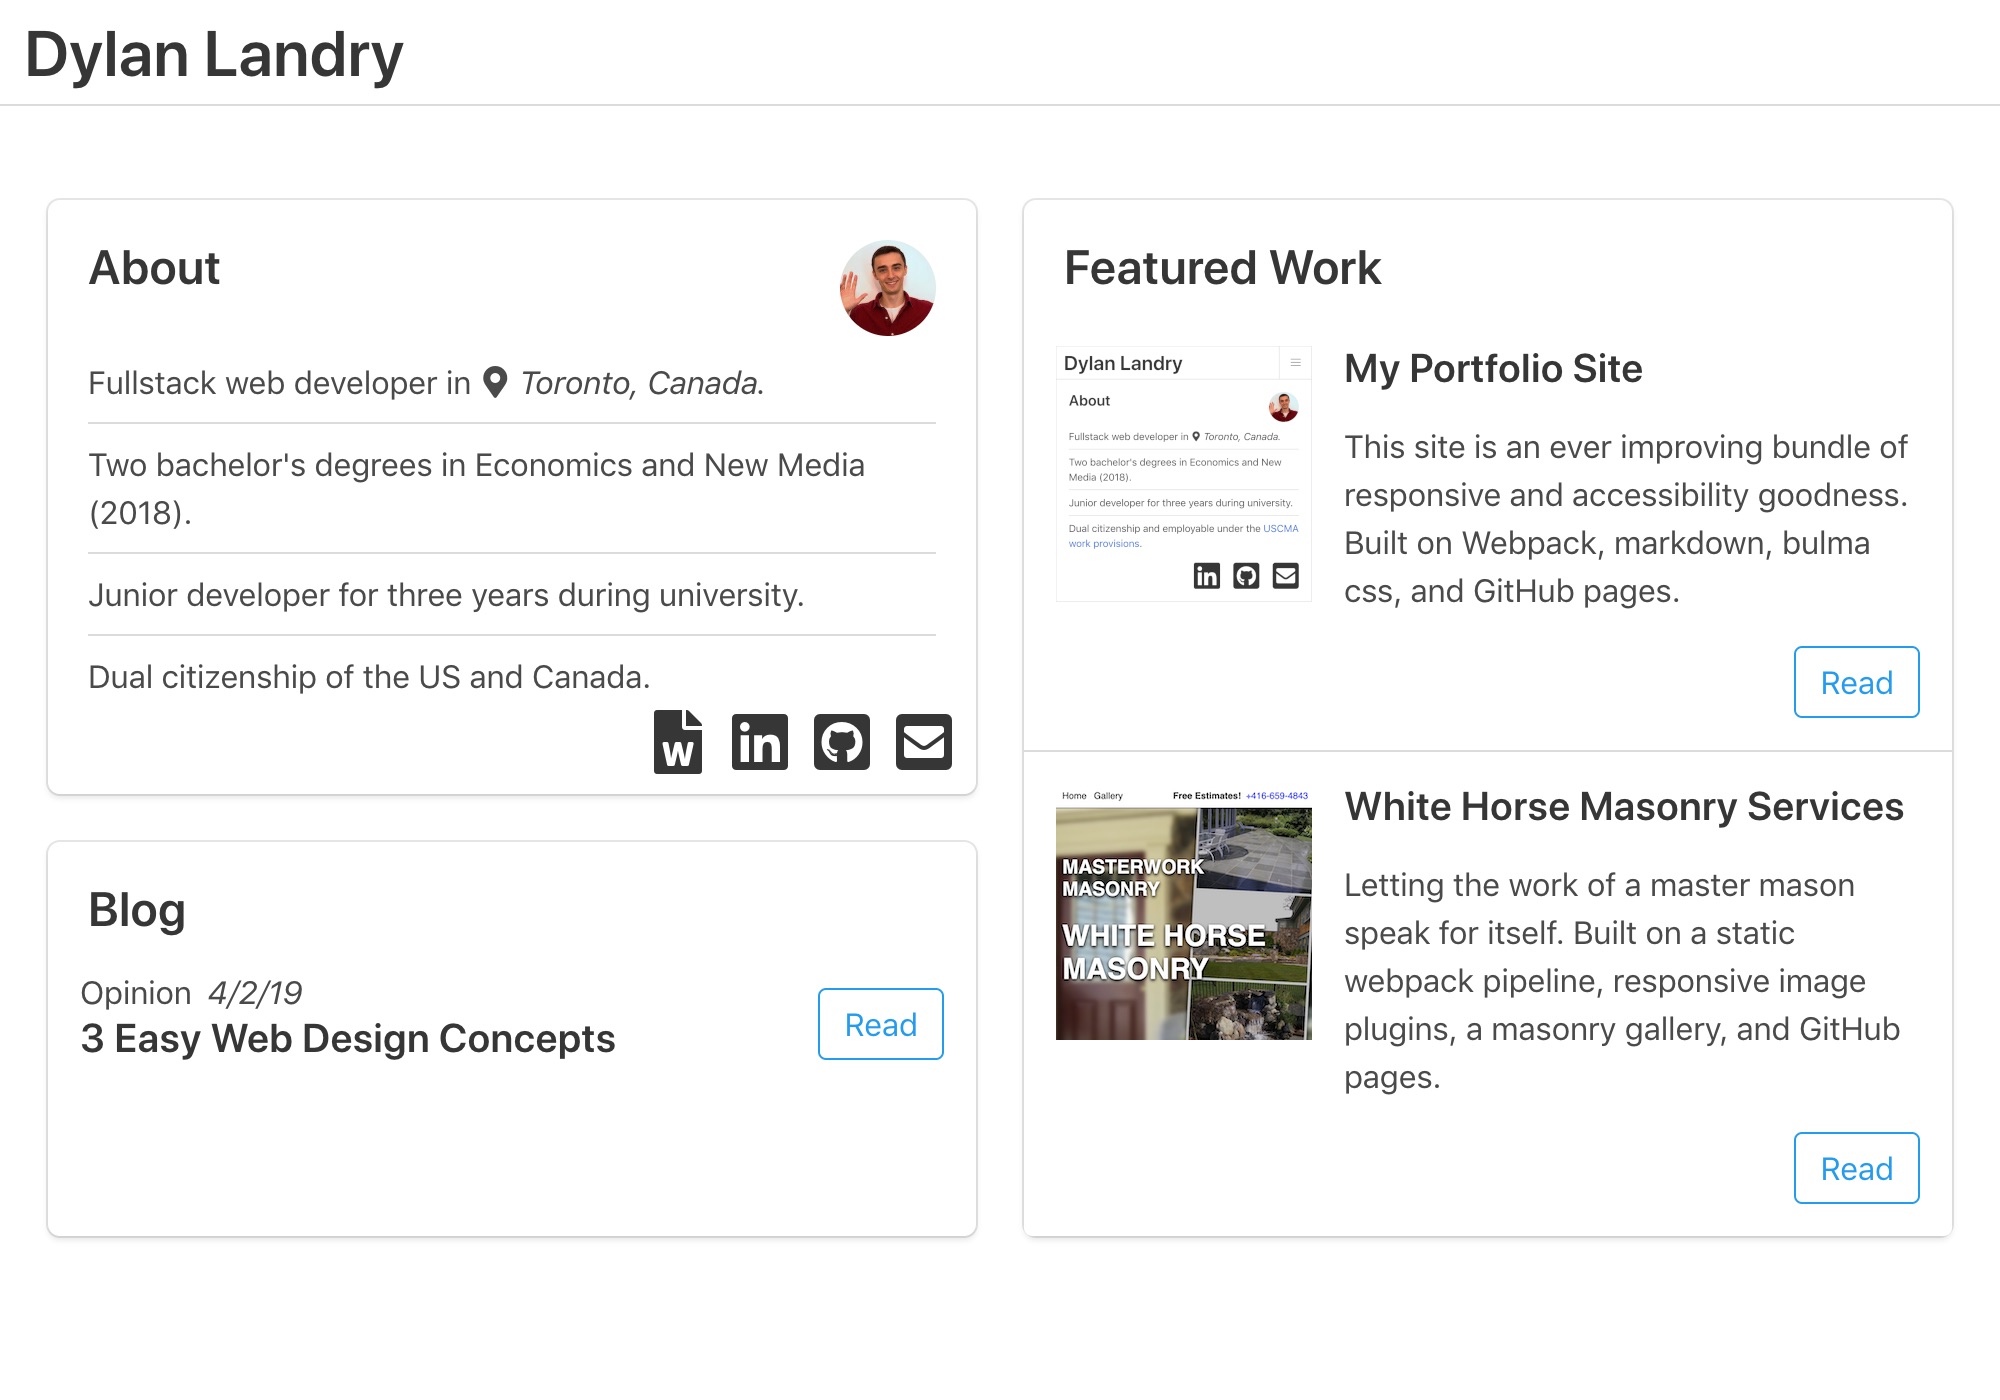 Dylan Landry
About
Fullstack web developer in Toronto, Canada.
Two bachelor's degrees in Economics and New Media
(2018).
Junior developer for three years during university.
Dual citizenship of the US and Canada.
W
in
Blog
Opinion 4/2/19
3 Easy Web Design Concepts
Read
Featured Work
Dylan Landry
About
Fullstack web developer in Toronto, Canada.
Two bachelor's degrees in Economics and New
Media (2018).
Junior developer for three years during university.
Dual citizenship and employable under the USCMA
work provisions.
in
My Portfolio Site
This site is an ever improving bundle of
responsive and accessibility goodness.
Built on Webpack, markdown, bulma
css, and GitHub pages.
Read
Home Gallery Free Estimates! +416-659-4843
MASTERWORK
MASONRY
WHITE HORSE
MASONRY
White Horse Masonry Services
Letting the work of a master mason
speak for itself. Built on a static
webpack pipeline, responsive image
plugins, a masonry gallery, and GitHub
pages.
Read